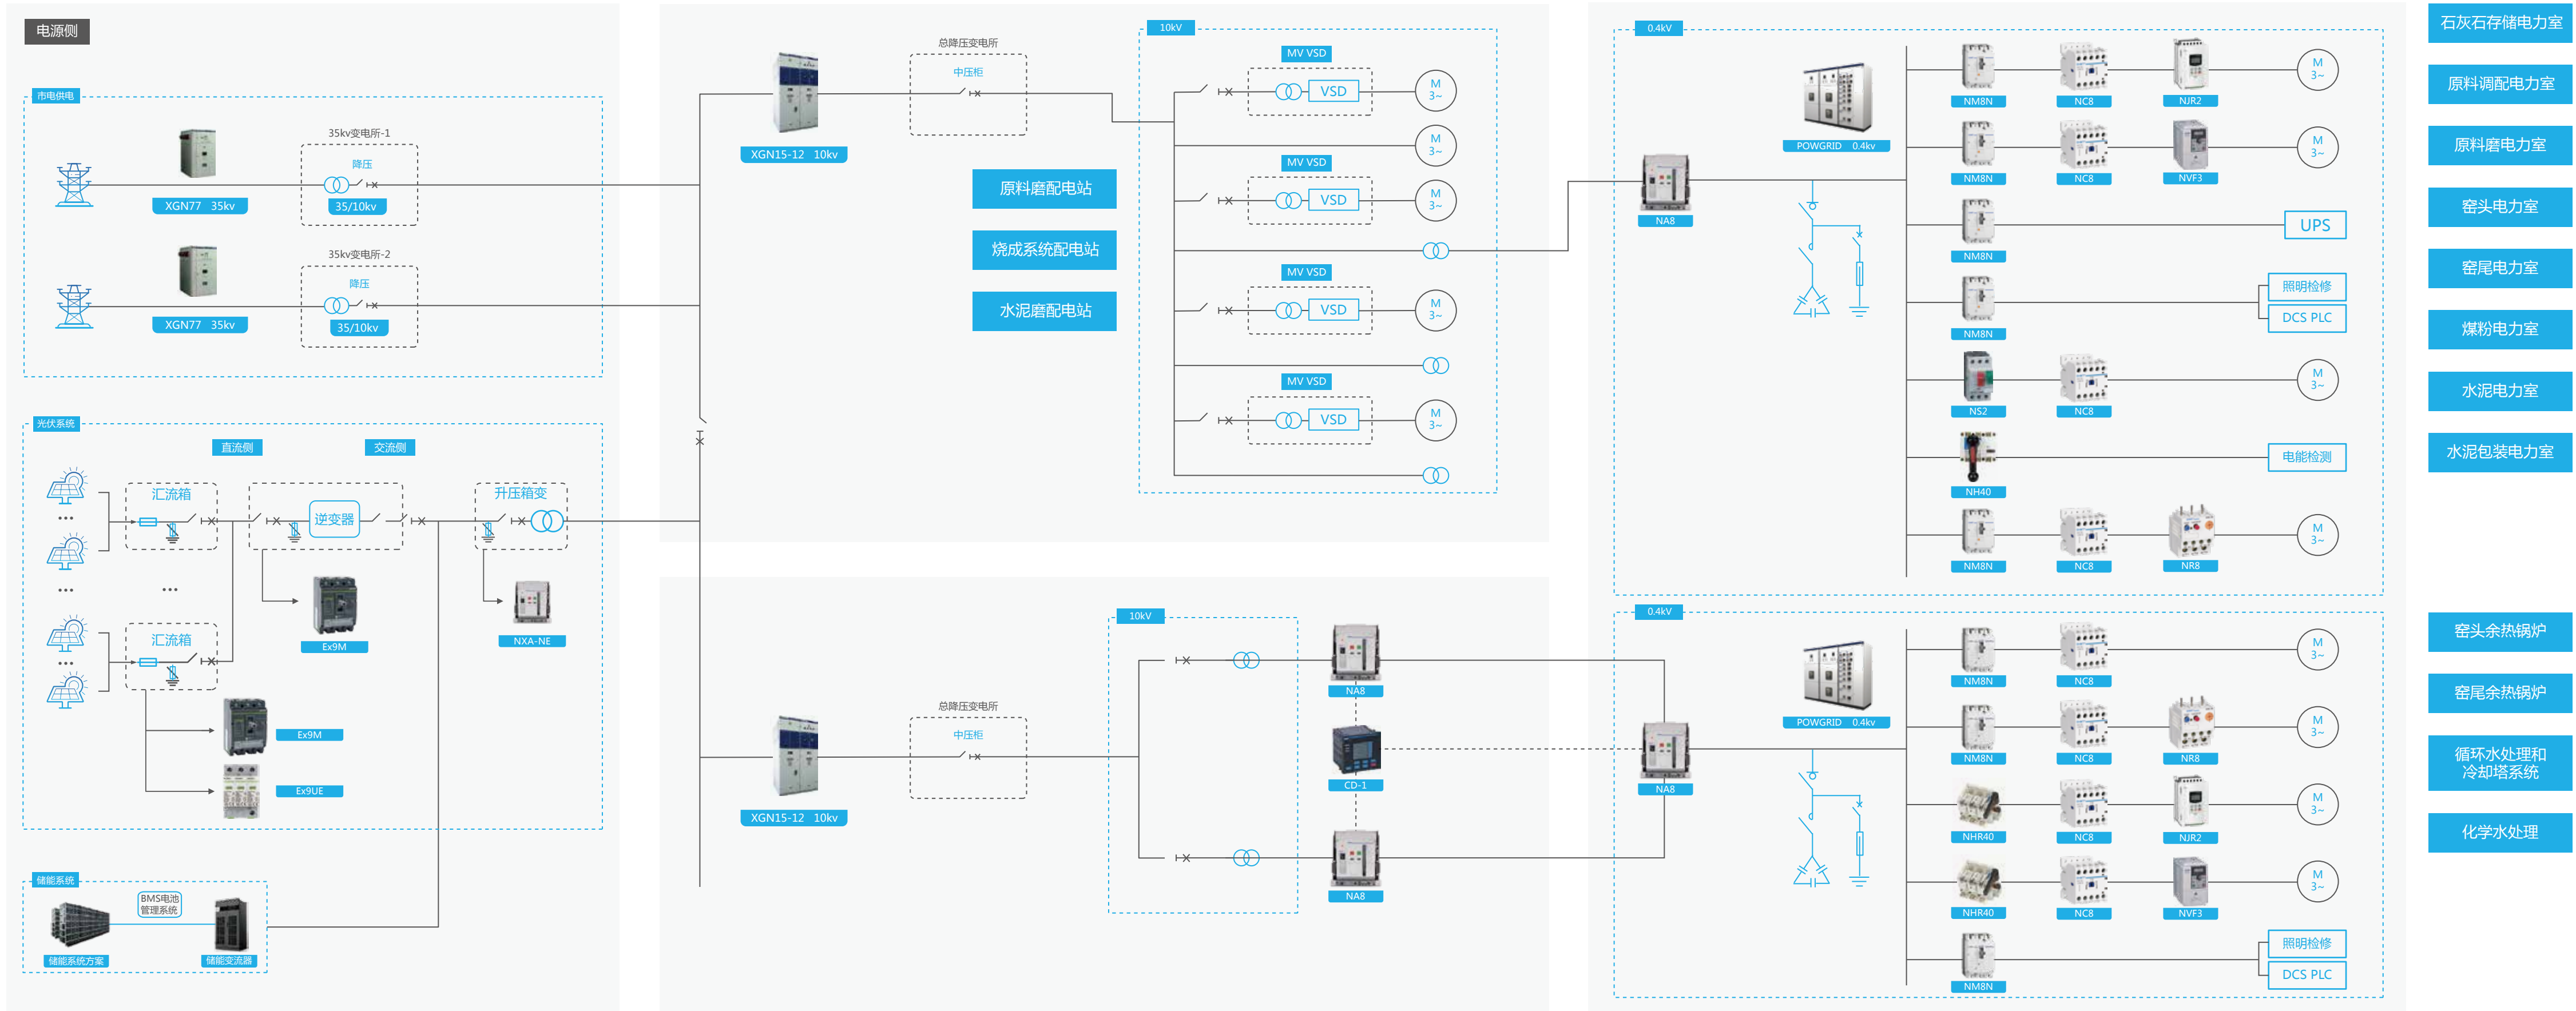 电源侧
市电供电
XGN77 35kv
35kv变电所-1
降压
35/10kv
XGN77 35kv
35kv变电所-2
降压
35/10kv
光伏系统
直流侧
交流侧
汇流箱
逆变器
升压箱变
Ex9M
NXA-NE
汇流箱
Ex9M
Ex9UE
储能系统
BMS电池
管理系统
储能系统方案
储能变流器
XGN15-12 10kv
总降压变电所
中压柜
原料磨配电站
烧成系统配电站
水泥磨配电站
10kV
MV VSD
VSD
M
3~
M
3~
MV VSD
VSD
M
3~
MV VSD
VSD
M
3~
MV VSD
VSD
M
3~
XGN15-12 10kv
总降压变电所
中压柜
10kV
NA8
CD-1
NA8
0.4kV
NA8
POWGRID 0.4kv
NM8N
NC8
NJR2
M
3~
NM8N
NC8
NVF3
M
3~
NM8N
UPS
NM8N
照明检修
DCS PLC
NS2
NC8
M
3~
NH40
电能检测
NM8N
NC8
NR8
M
3~
0.4kV
NA8
POWGRID 0.4kv
NM8N
NC8
M
3~
NM8N
NC8
NR8
M
3~
NHR40
NC8
NJR2
M
3~
NHR40
NC8
NVF3
M
3~
NM8N
照明检修
DCS PLC
石灰石存储电力室
原料调配电力室
原料磨电力室
窑头电力室
窑尾电力室
煤粉电力室
水泥电力室
水泥包装电力室
窑头余热锅炉
窑尾余热锅炉
循环水处理和
冷却塔系统
化学水处理